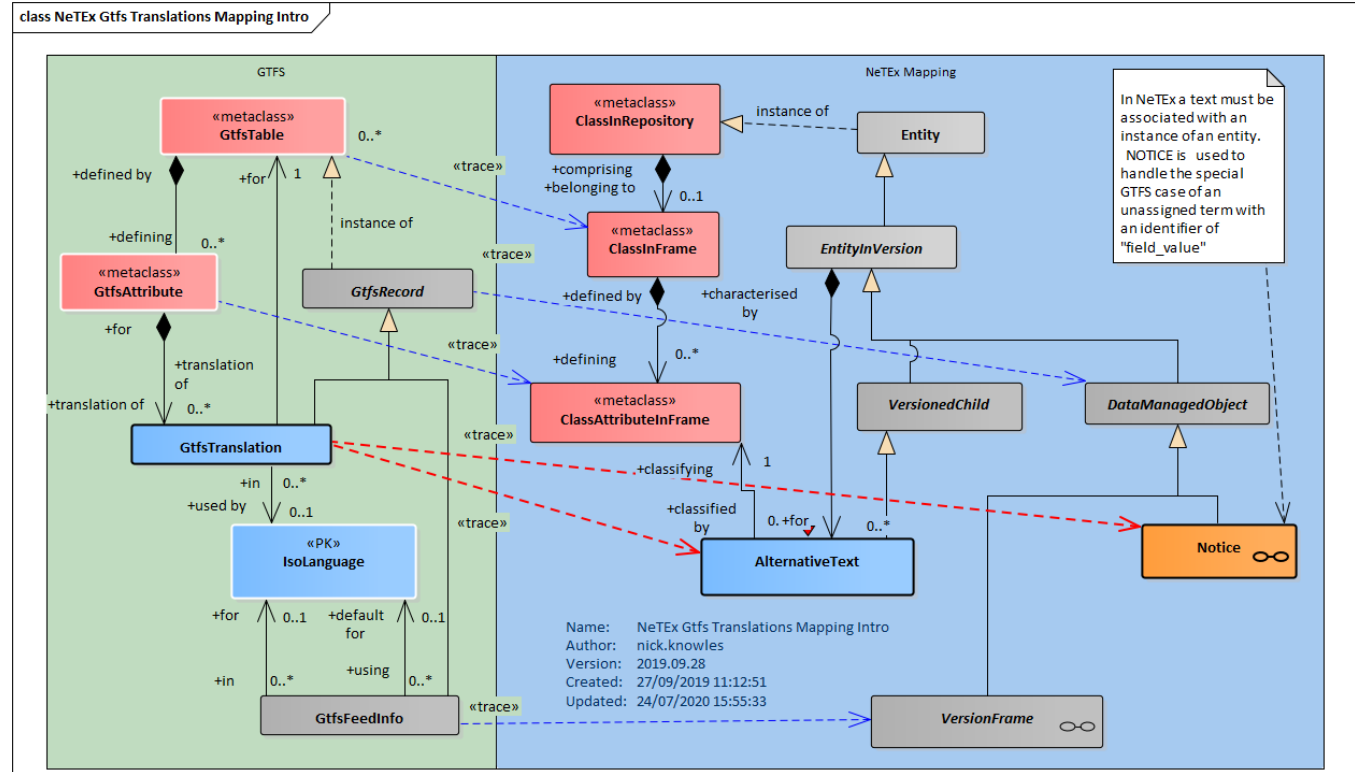 class NeTEx Gtfs Translations Mapping Intro
GTFS
NeTEx Mapping
«metaclass»
GtfsTable
0..*
+defined by
+for
1
+defining
0..*
instance of
«metaclass»
GtfsAttribute
GtfsRecord
+for
+translation
of
+translation of
0..*
GtfsTranslation
+in
0..*
+used by
0..1
«PK»
IsoLanguage
+for
0..1
+default
for
0..1
+using
+in
0..*
0..*
GtfsFeedInfo
«trace»
«trace»
«trace»
«trace»
«trace»
«trace»
«metaclass»
ClassInRepository
instance of
Entity
+comprising
+belonging to
0..1
«metaclass»
ClassInFrame
EntityInVersion
+defined by
+characterised
by
0..*
+defining
«metaclass»
ClassAttributeInFrame
VersionedChild
DataManagedObject
1
+classifying
+classified
by
0.
+for
0..*
AlternativeText
Notice
In NeTEx a text must be
associated with an
instance of an entity.
NOTICE is used to
handle the special
GTFS case of an
unassigned term with
an identifier of
"field_value"
Name: NeTEx Gtfs Translations Mapping Intro
Author: nick.knowles
Version: 2019.09.28
Created: 27/09/2019 11:12:51
Updated: 24/07/2020 15:55:33
VersionFrame